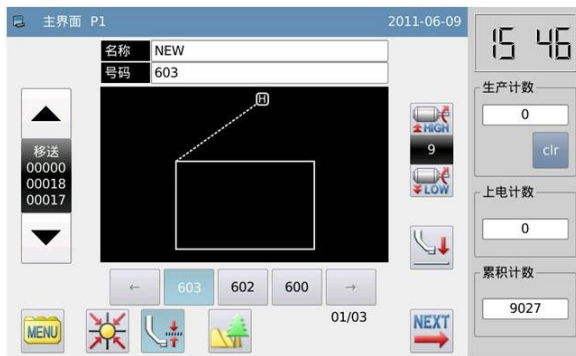 主界面 P1
2011-06-09
15 46
名称 NEW
号码 603
H
移送
00000
00018
00017
HIGH
9
LOW
生产计数
0
clr
上电计数
0
累积计数
9027
← 603 602 600 →
01/03
MENU
NEXT